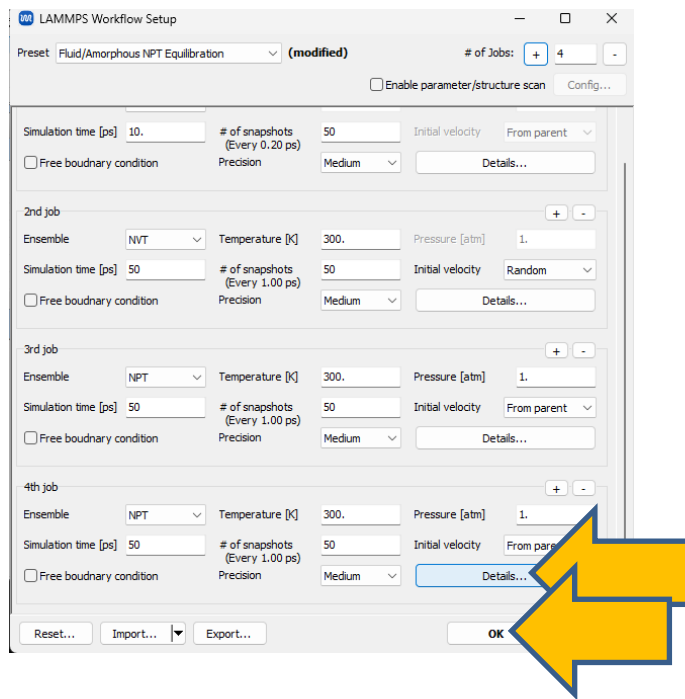 LAMMPS Workflow Setup
Preset Fluid/Amorphous NPT Equilibration (modified) # of Jobs: + 4 -
Enable parameter/structure scan Config...
Simulation time [ps] 10. # of snapshots 50 Initial velocity From parent
(Every 0.20 ps)
Free boudnary condition Precision Medium Details...
2nd job + -
Ensemble NVT Temperature [K] 300. Pressure [atm] 1.
Simulation time [ps] 50 # of snapshots 50 Initial velocity Random
(Every 1.00 ps)
Free boudnary condition Precision Medium Details...
3rd job + -
Ensemble NPT Temperature [K] 300. Pressure [atm] 1.
Simulation time [ps] 50 # of snapshots 50 Initial velocity From parent
(Every 1.00 ps)
Free boudnary condition Precision Medium Details...
4th job + -
Ensemble NPT Temperature [K] 300. Pressure [atm] 1.
Simulation time [ps] 50 # of snapshots 50 Initial velocity From
(Every 1.00 ps)
Free boudnary condition Precision Medium Details...
Reset... Import... Export... OK